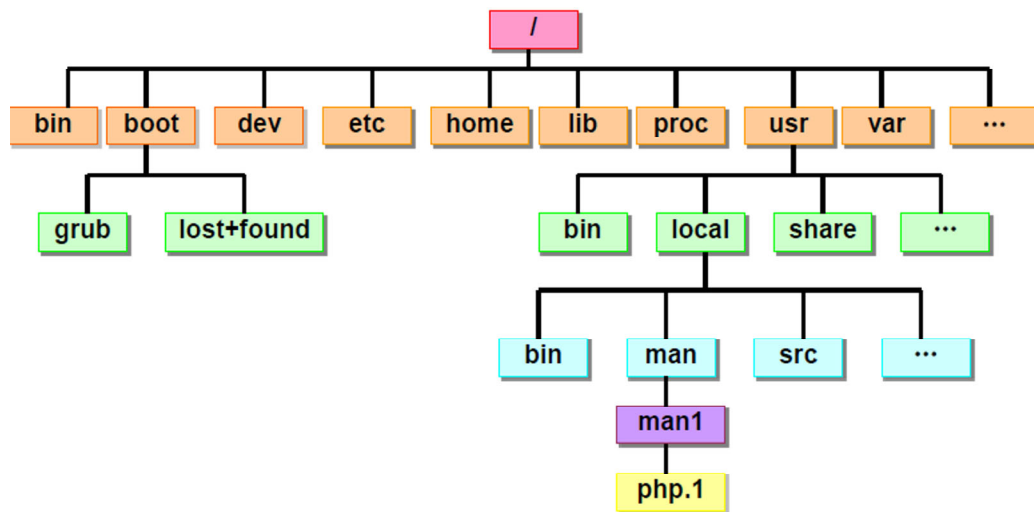 /
bin boot dev etc home lib proc usr var ...
grub lost+found bin local share ...
bin man src ...
man1
php.1